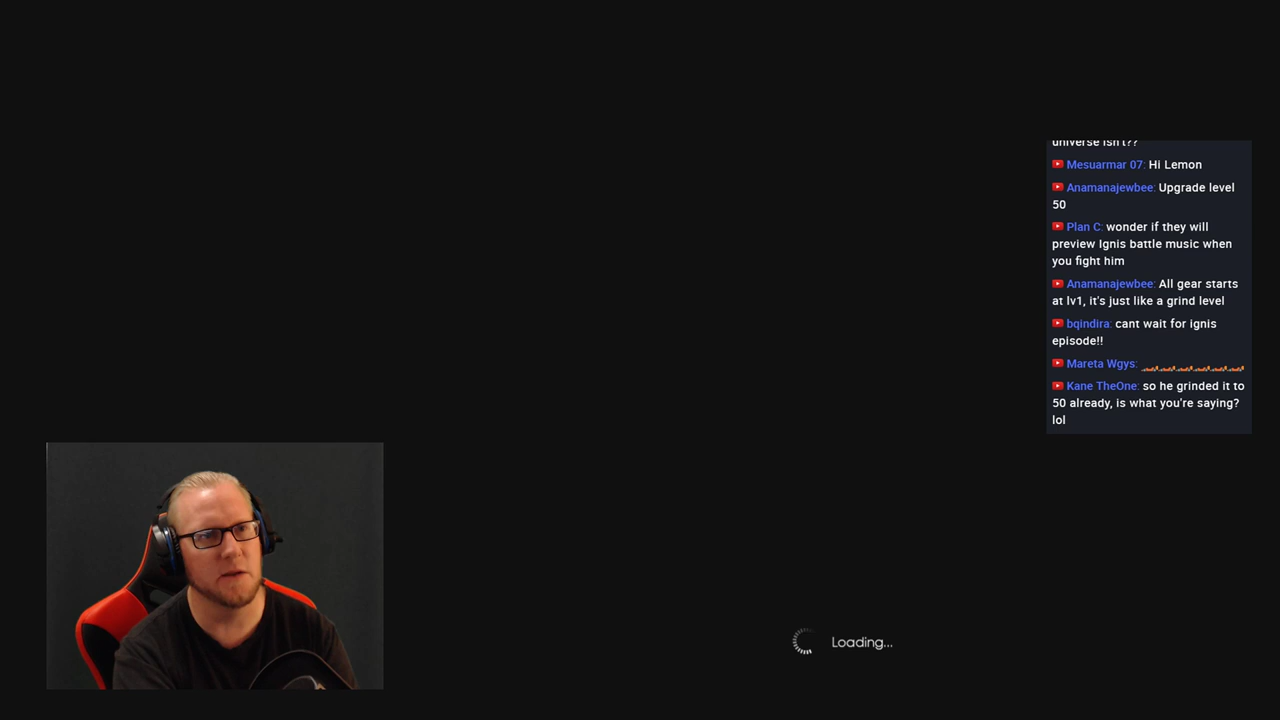 universe isn't??
Mesuarmar 07: Hi Lemon
Anamanajewbee: Upgrade level
50
Plan C: wonder if they will
preview Ignis battle music when
you fight him
Anamanajewbee: All gear starts
at lv1, it's just like a grind level
bqindira: cant wait for ignis
episode!!
Mareta Wgys:
Kane TheOne: so he grinded it to
50 already, is what you're saying?
lol
Loading...